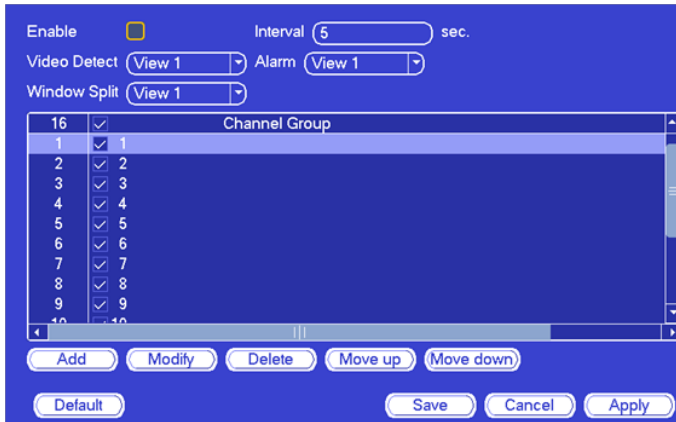 Enable Interval 5 sec.
Video Detect View 1 Alarm View 1
Window Split View 1
16 Channel Group
1 1
2 2
3 3
4 4
5 5
6 6
7 7
8 8
9 9
10 10
Add Modify Delete Move up Move down
Default Save Cancel Apply